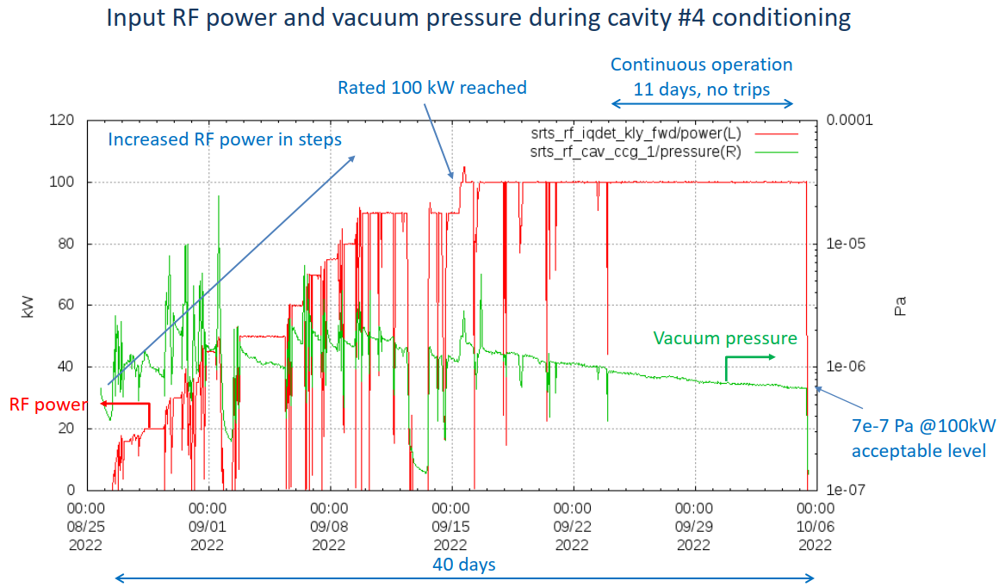 Input RF power and vacuum pressure during cavity #4 conditioning
Continuous operation
11 days, no trips
Rated 100 kW reached
Increased RF power in steps
srts_rf_iqdet_kly_fwd/power(L)
srts_rf_cav_ccg_1/pressure(R)
120
100
80
60
40
20
0
kW
0.0001
1e-05
1e-06
1e-07
Pa
Vacuum pressure
RF power
7e-7 Pa @100kW
acceptable level
00:00
08/25
2022
00:00
09/01
2022
00:00
09/08
2022
00:00
09/15
2022
00:00
09/22
2022
00:00
09/29
2022
00:00
10/06
2022
40 days